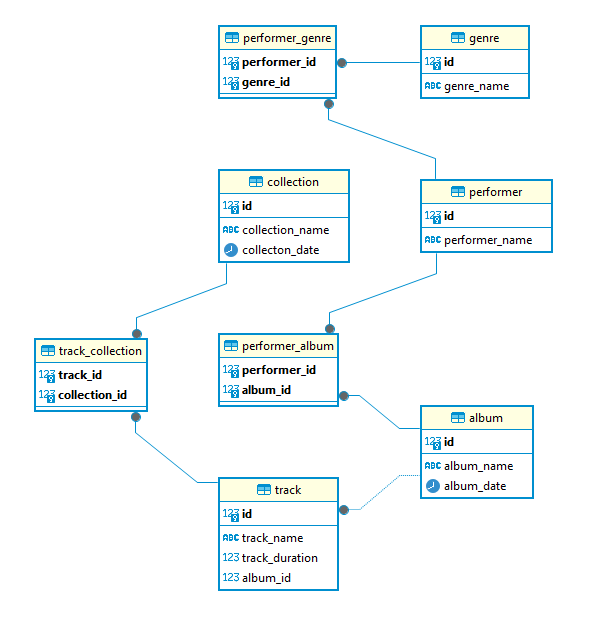 performer_genre
123 performer_id
123 genre_id
genre
123 id
ABC genre_name
collection
123 id
ABC collection_name
collecton_date
performer
123 id
ABC performer_name
track_collection
123 track_id
123 collection_id
performer_album
123 performer_id
123 album_id
album
123 id
ABC album_name
album_date
track
123 id
ABC track_name
123 track_duration
123 album_id